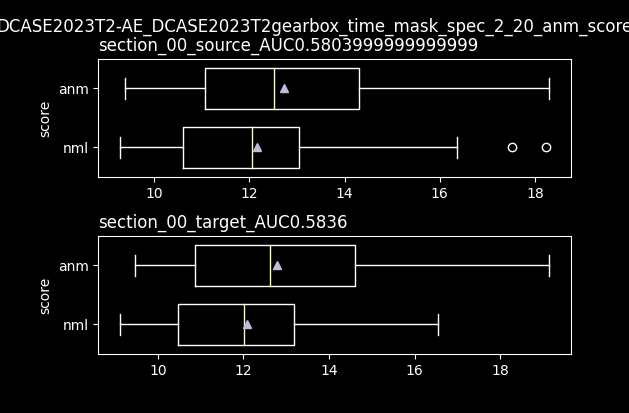 DCASE2023T2-AE_DCASE2023T2gearbox_time_mask_spec_2_20_anm_score
section_00_source_AUC0.5803999999999999
anm
nml
score
10 12 14 16 18
section_00_target_AUC0.5836
anm
nml
score
10 12 14 16 18